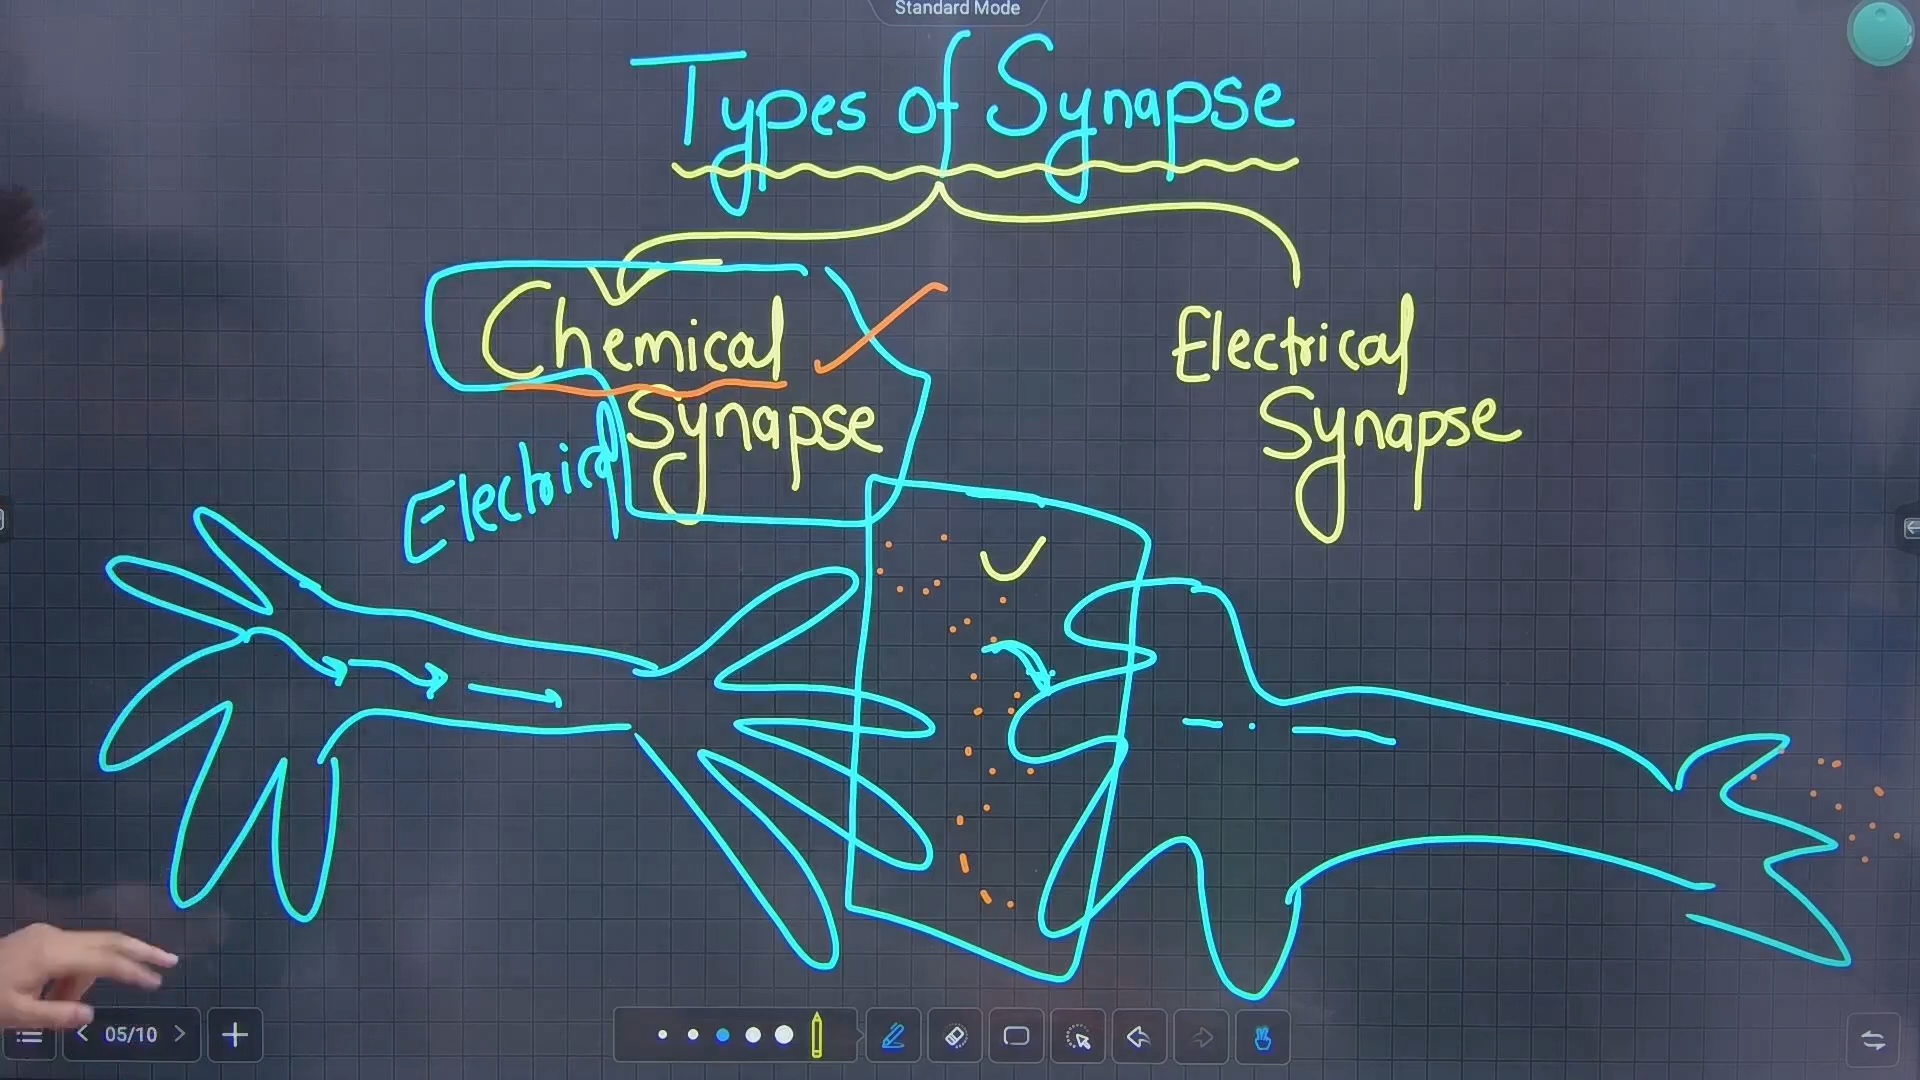 Standard Mode
Types of Synapse
Chemical
Synapse
Electrical
Synapse
Electrical
05/10